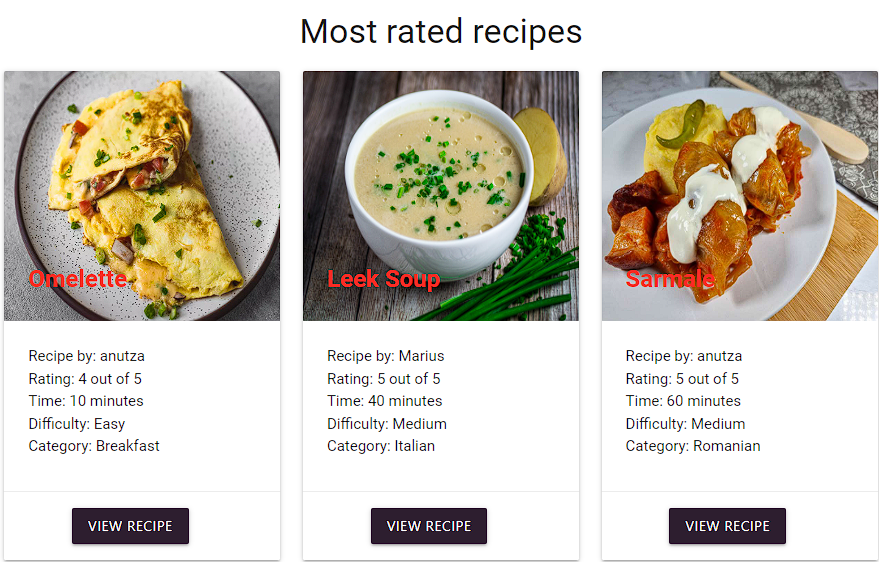 Most rated recipes
Omelette
Recipe by: anutza
Rating: 4 out of 5
Time: 10 minutes
Difficulty: Easy
Category: Breakfast
VIEW RECIPE
Leek Soup
Recipe by: Marius
Rating: 5 out of 5
Time: 40 minutes
Difficulty: Medium
Category: Italian
VIEW RECIPE
Sarmale
Recipe by: anutza
Rating: 5 out of 5
Time: 60 minutes
Difficulty: Medium
Category: Romanian
VIEW RECIPE